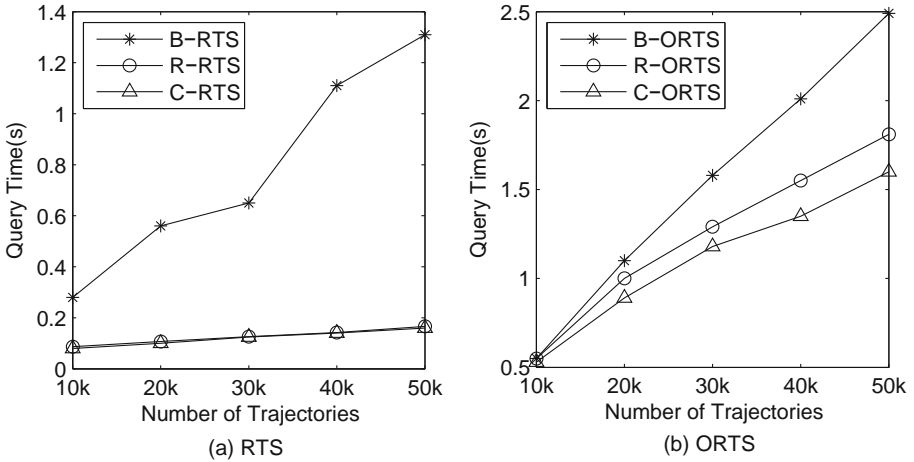 1.4
1.2
1
0.8
0.6
0.4
0.2
0
Query Time(s)
B−RTS
R−RTS
C−RTS
10k 20k 30k 40k 50k
Number of Trajectories
(a) RTS
2.5
2
1.5
1
0.5
Query Time(s)
B−ORTS
R−ORTS
C−ORTS
10k 20k 30k 40k 50k
Number of Trajectories
(b) ORTS